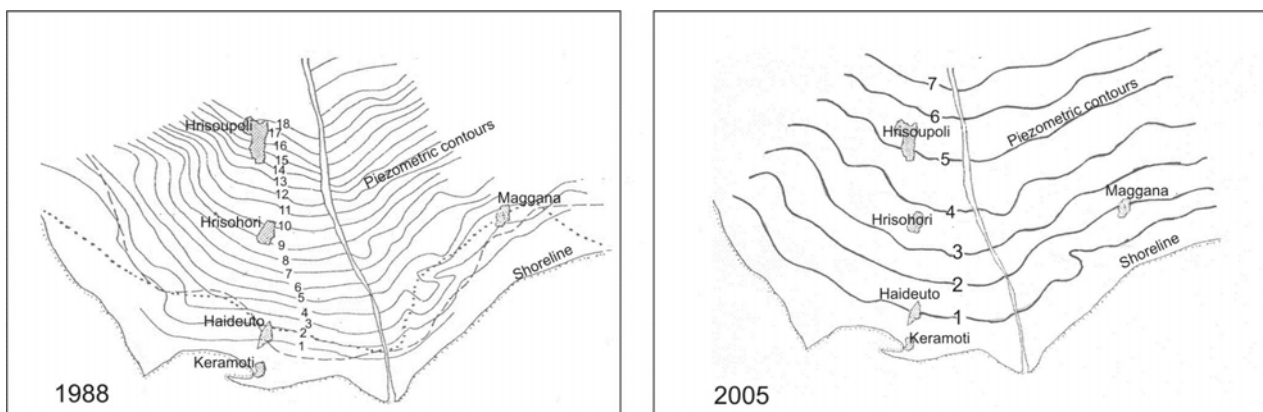 18
Hrisoupoli
17
16
15
14
13
12
Piezometric contours
11
Maggana
Hrisohori
10
9
8
7
Shoreline
6
5
4
3
Haideuto
2
1
Keramoti
1988
7
6
Hrisoupoli
Piezometric contours
5
Maggana
4
Hrisohori
3
Shoreline
2
Haideuto
1
Keramoti
2005